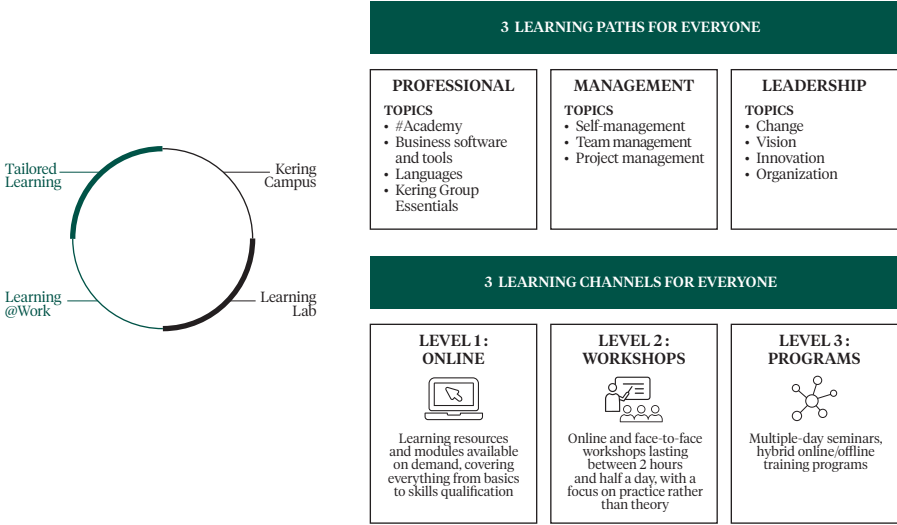 Tailored
Learning
Kering
Campus
Learning
@Work
Learning
Lab
3 LEARNING PATHS FOR EVERYONE
PROFESSIONAL
TOPICS
• #Academy
• Business software
and tools
• Languages
• Kering Group
Essentials
MANAGEMENT
TOPICS
• Self-management
• Team management
• Project management
LEADERSHIP
TOPICS
• Change
• Vision
• Innovation
• Organization
3 LEARNING CHANNELS FOR EVERYONE
LEVEL 1 :
ONLINE
Learning resources
and modules available
on demand, covering
everything from basics
to skills qualification
LEVEL 2 :
WORKSHOPS
Online and face-to-face
workshops lasting
between 2 hours
and half a day, with a
focus on practice rather
than theory
LEVEL 3 :
PROGRAMS
Multiple-day seminars,
hybrid online/offline
training programs